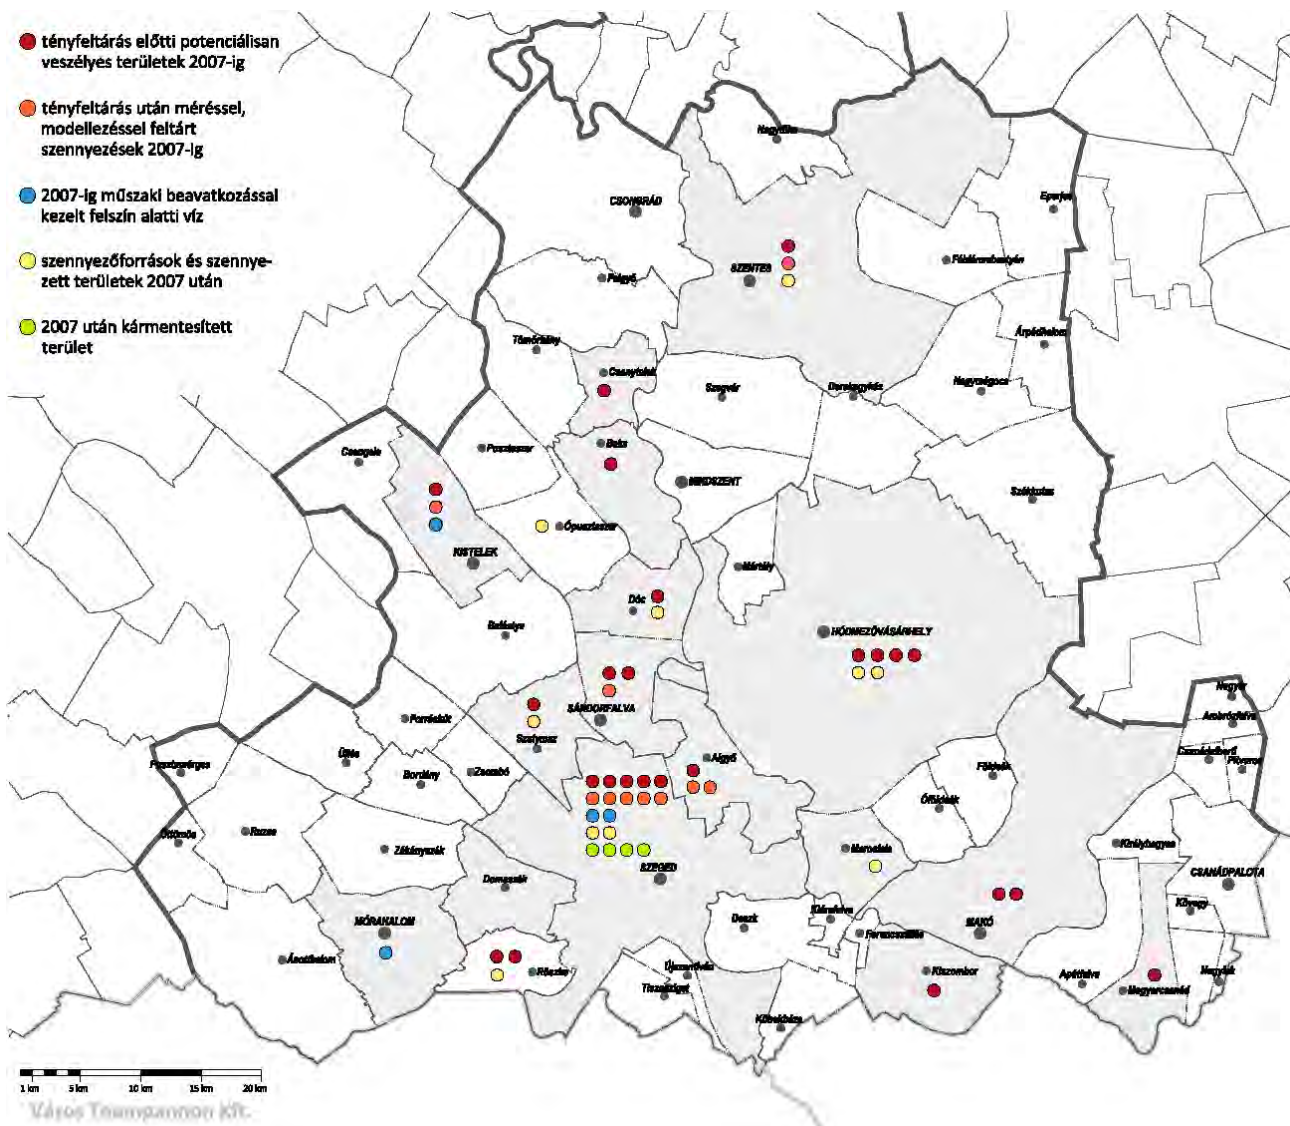 tényfeltárás előtti potenciálisan
veszélyes területek 2007-ig
tényfeltárás után méréssel,
modellezéssel feltárt
szennyezések 2007-ig
2007-ig műszaki beavatkozással
kezelt felszín alatti víz
szennyezőforrások és szennye-
zett területek 2007 után
2007 után kármentesített
terület
Nagytőke
CSONGRÁD
Eperjes
SZENTES
Fábiánsebestyén
Felgyő
Tömörkény
Árpádhalom
Csanytelek
Szegvár
Derekegyház
Nagymágocs
Baks
Pusztaszer
Csengele
MINDSZENT
Székkutas
Ópusztaszer
KISTELEK
Mártély
Dóc
Balástya
HÓDMEZŐVÁSÁRHELY
Nagyér
SÁNDORFALVA
Forráskút
Ambrózfalva
Szatymaz
Csanádalberti
Pitvaros
Üllés
Algyő
Pusztamérges
Zsombó
Bordány
Földeák
Óföldeák
Öttömös
Ruzsa
Zákányszék
Maroslele
Királyhegyes
SZEGED
CSANÁDPALOTA
Domaszék
MÓRAHALOM
Deszk
Klárafalva
Ferencszállás
MAKÓ
Kövegy
Ásotthalom
Röszke
Újszentiván
Tiszasziget
Kiszombor
Apátfalva
Magyarcsanád
Nagylak
Kübekháza
1 km 5 km 10 km 15 km 20 km
Város Teampannon Kft.